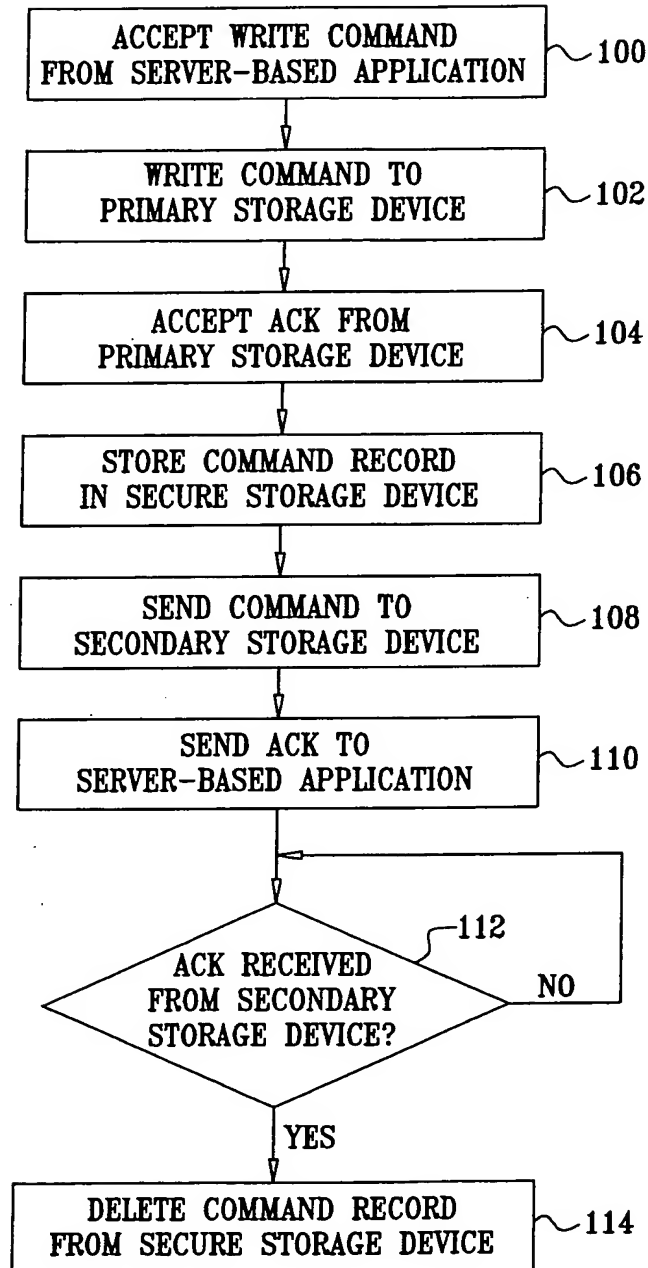 ACCEPT WRITE COMMAND
FROM SERVER-BASED APPLICATION
100
WRITE COMMAND TO
PRIMARY STORAGE DEVICE
102
ACCEPT ACK FROM
PRIMARY STORAGE DEVICE
104
STORE COMMAND RECORD
IN SECURE STORAGE DEVICE
106
SEND COMMAND TO
SECONDARY STORAGE DEVICE
108
SEND ACK TO
SERVER-BASED APPLICATION
110
112
ACK RECEIVED
FROM SECONDARY
STORAGE DEVICE?
NO
YES
DELETE COMMAND RECORD
FROM SECURE STORAGE DEVICE
114